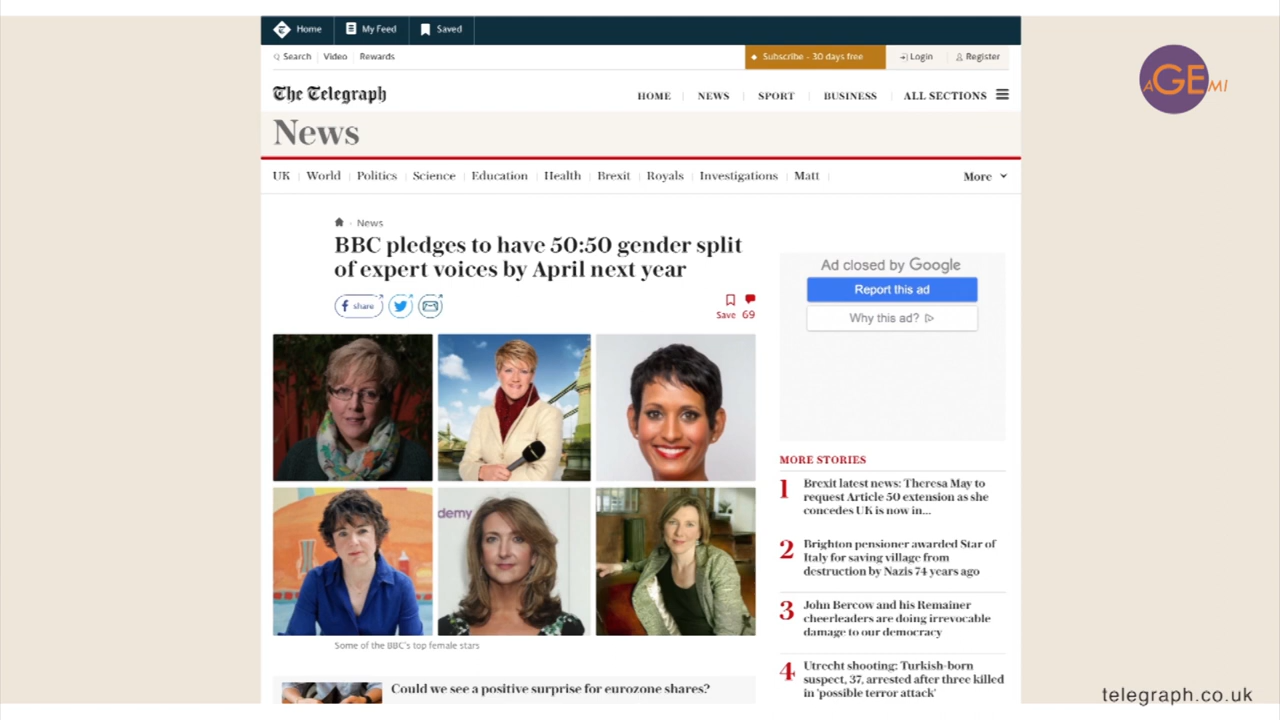 Home My Feed Saved
Search Video Rewards Subscribe - 30 days free Login Register
The Telegraph HOME NEWS SPORT BUSINESS ALL SECTIONS
News
UK World Politics Science Education Health Brexit Royals Investigations Matt More
News
BBC pledges to have 50:50 gender split
of expert voices by April next year
share
Save 69
demy
Some of the BBC's top female stars
Could we see a positive surprise for eurozone shares?
Ad closed by Google
Report this ad
Why this ad?
MORE STORIES
1 Brexit latest news: Theresa May to
request Article 50 extension as she
concedes UK is now in...
2 Brighton pensioner awarded Star of
Italy for saving village from
destruction by Nazis 74 years ago
3 John Bercow and his Remainer
cheerleaders are doing irrevocable
damage to our democracy
4 Utrecht shooting: Turkish-born
suspect, 37, arrested after three killed
in 'possible terror attack'
AGEMI
telegraph.co.uk